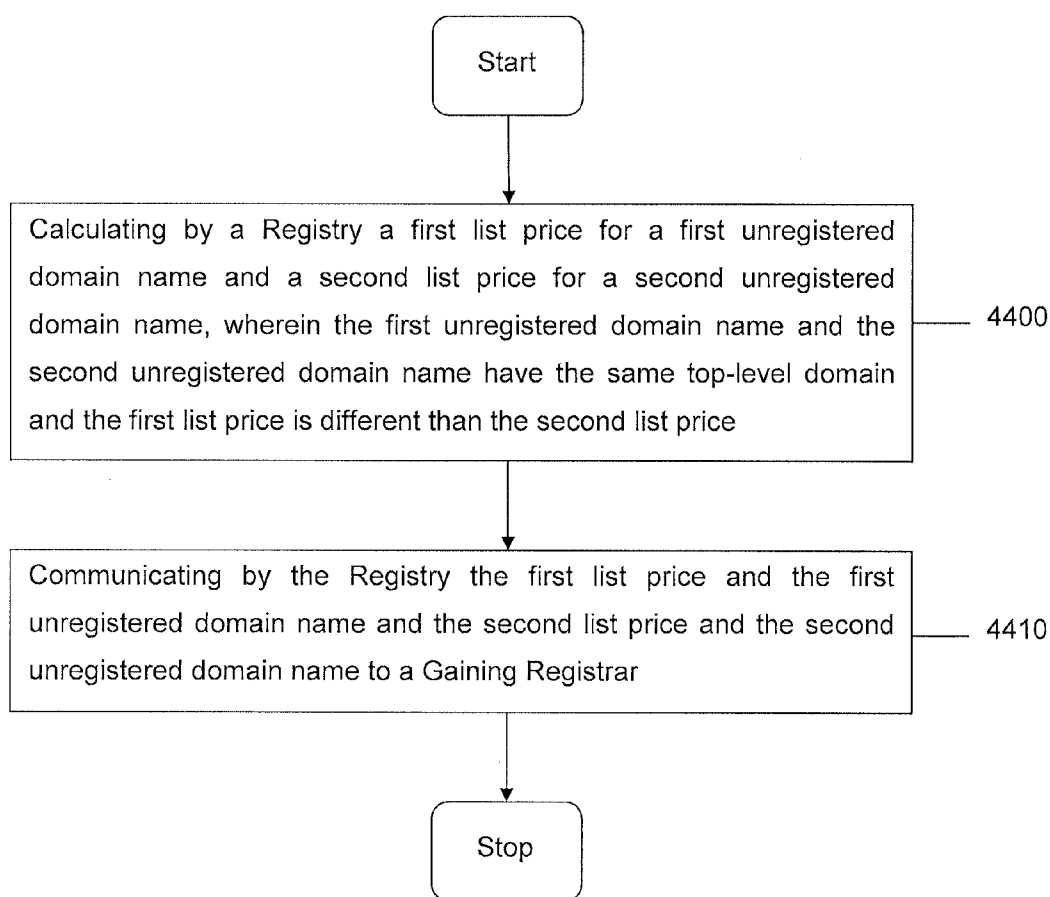 Start
Calculating by a Registry a first list price for a first unregistered
domain name and a second list price for a second unregistered
domain name, wherein the first unregistered domain name and the
second unregistered domain name have the same top-level domain
and the first list price is different than the second list price
4400
Communicating by the Registry the first list price and the first
unregistered domain name and the second list price and the second
unregistered domain name to a Gaining Registrar
4410
Stop